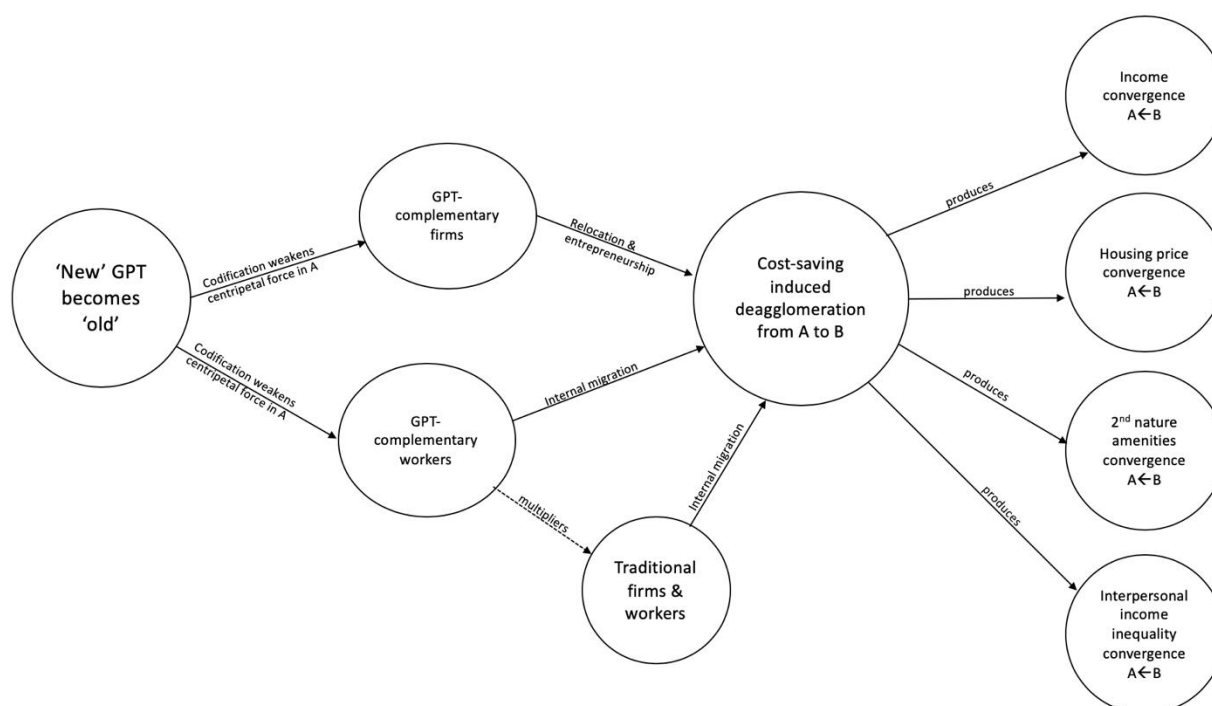 ‘New’ GPT
becomes
‘old’
Codification weakens
centripetal force in A
Codification weakens
centripetal force in A
GPT-
complementary
firms
GPT-
complementary
workers
Relocation &
entrepreneurship
Internal migration
multipliers
Traditional
firms &
workers
Internal migration
Cost-saving
induced
deagglomeration
from A to B
produces
produces
produces
produces
Income
convergence
A←B
Housing price
convergence
A←B
2nd nature
amenities
convergence
A←B
Interpersonal
income
inequality
convergence
A←B